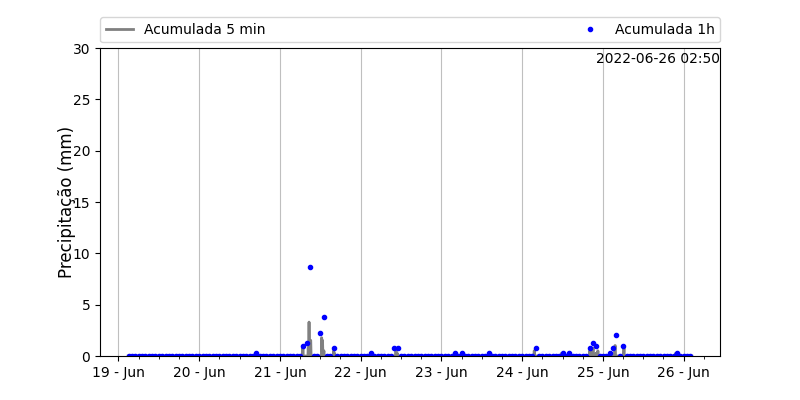 Acumulada 5 min
Acumulada 1h
2022-06-26 02:50
Precipitação (mm)
30
25
20
15
10
5
0
19 - Jun
20 - Jun
21 - Jun
22 - Jun
23 - Jun
24 - Jun
25 - Jun
26 - Jun